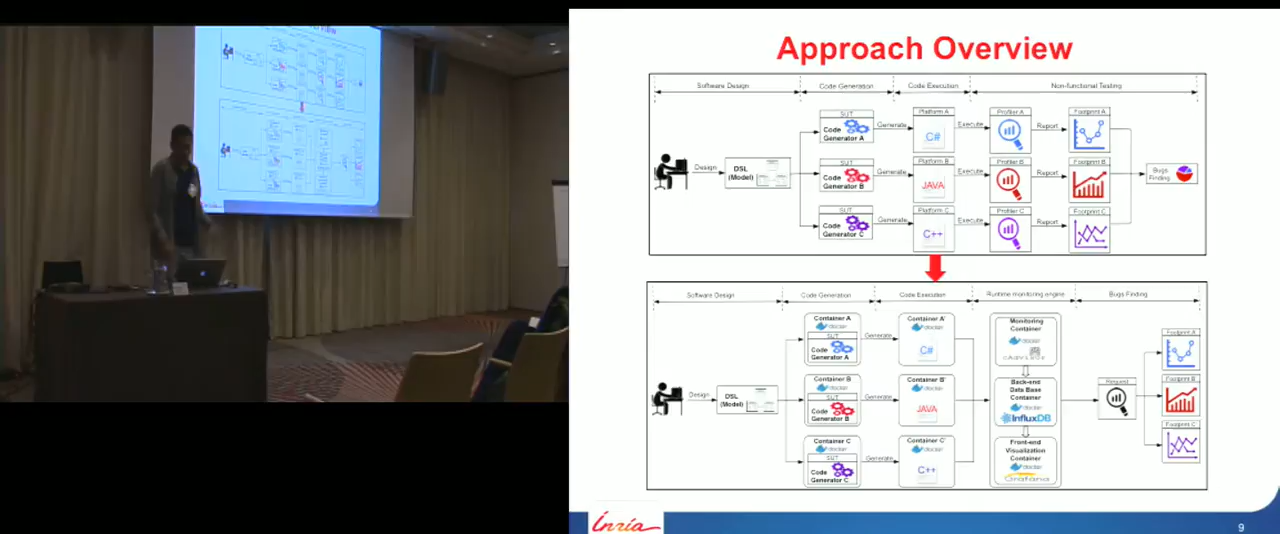 Approach Overview
Software Design
Code Generation
Code Execution
Non-functional Testing
SUT
Code
Generator A
Generate
Platform A
C#
Execute
Profiler A
Report
Footprint A
Design
DSL
(Model)
SUT
Code
Generator B
Generate
Platform B
JAVA
Execute
Profiler B
Report
Footprint B
Bugs
Finding
SUT
Code
Generator C
Generate
Platform C
C++
Execute
Profiler C
Report
Footprint C
Software Design
Code Generation
Code Execution
Runtime monitoring engine
Bugs Finding
Container A
docker
SUT
Code
Generator A
Generate
Container A'
docker
C#
Monitoring
Container
docker
Footprint A
Design
DSL
(Model)
Container B
docker
SUT
Code
Generator B
Generate
Container B'
docker
JAVA
Back-end
Data Base
Container
docker
InfluxDB
Request
Footprint B
Container C
docker
SUT
Code
Generator C
Generate
Container C'
docker
C++
Front-end
Visualization
Container
docker
Footprint C
Inria
9